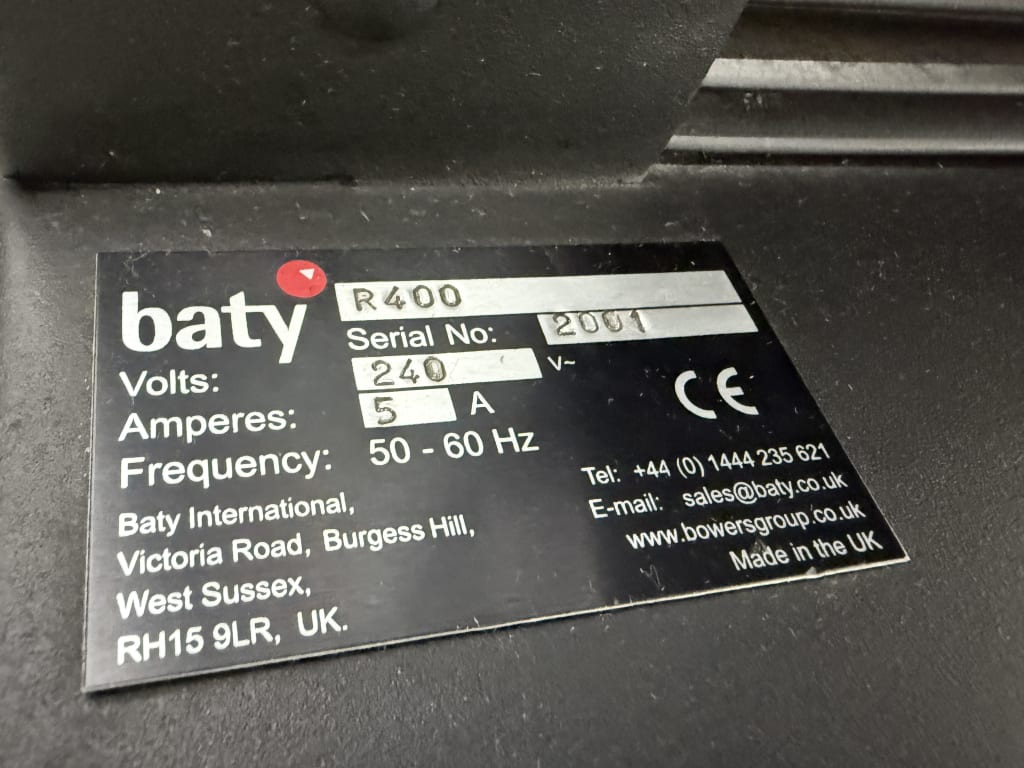 baty
R400
Serial No: 2001
Volts: 240 V~
Amperes: 5 A
Frequency: 50 - 60 Hz
CE
Baty International,
Victoria Road, Burgess Hill,
West Sussex,
RH15 9LR, UK.
Tel: +44 (0) 1444 235 621
E-mail: sales@baty.co.uk
www.bowersgroup.co.uk
Made in the UK